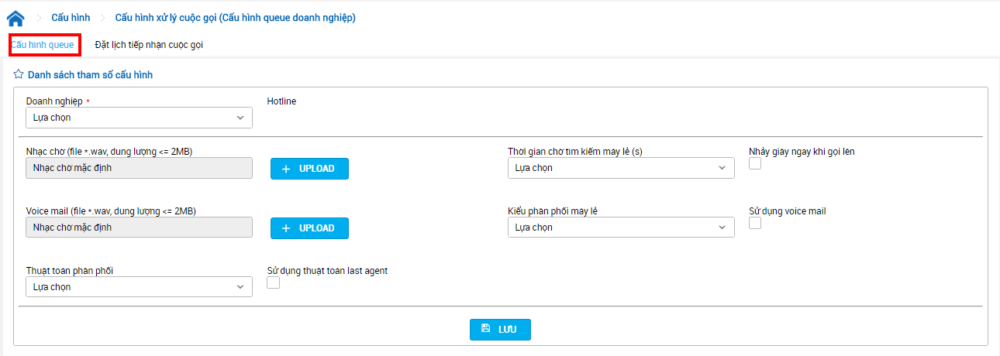 Cấu hình Cấu hình xử lý cuộc gọi (Cấu hình queue doanh nghiệp)
Cấu hình queue Đặt lịch tiếp nhận cuộc gọi
Danh sách tham số cấu hình
Doanh nghiệp * Hotline
Lựa chọn
Nhạc chờ (file *.wav, dung lượng <= 2MB) Thời gian chờ tìm kiếm máy lẻ (s) Nhảy giây ngay khi gọi lên
Nhạc chờ mặc định + UPLOAD Lựa chọn
Voice mail (file *.wav, dung lượng <= 2MB) Kiểu phân phối máy lẻ Sử dụng voice mail
Nhạc chờ mặc định + UPLOAD Lựa chọn
Thuật toán phân phối Sử dụng thuật toán last agent
Lựa chọn
LƯU